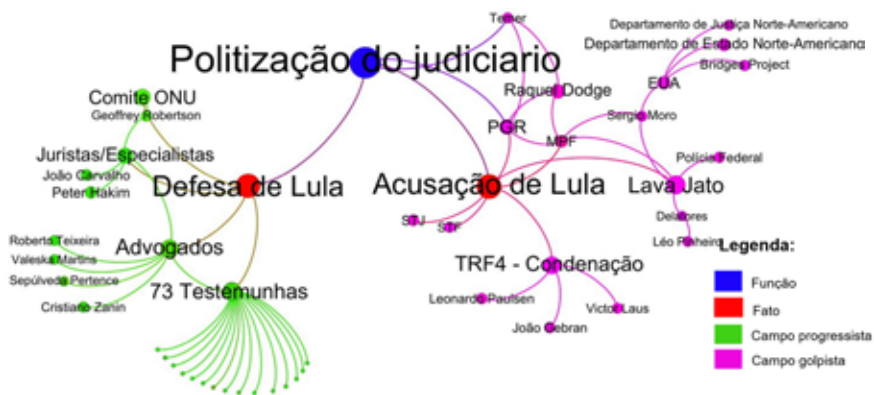 Temer
Departamento de Justiça Norte-Americano
Departamento de Estado Norte-Americano
Politização do judiciario
Bridges Project
EUA
Raquel Dodge
Comite ONU
Geoffrey Robertson
Sergio Moro
PGR
MPF
Juristas/Especialistas
Polícia Federal
João Carvalho
Peter Hakim
Defesa de Lula
Acusação de Lula
Lava Jato
STJ
STF
Delatores
Roberto Teixeira
Advogados
Léo Pinheiro
Legenda:
Valeska Martins
TRF4 - Condenação
Sepúlveda Pertence
Função
73 Testemunhas
Leonardo Paulsen
Cristiano Zanin
Victor Laus
Fato
João Gebran
Campo progressista
Campo golpista